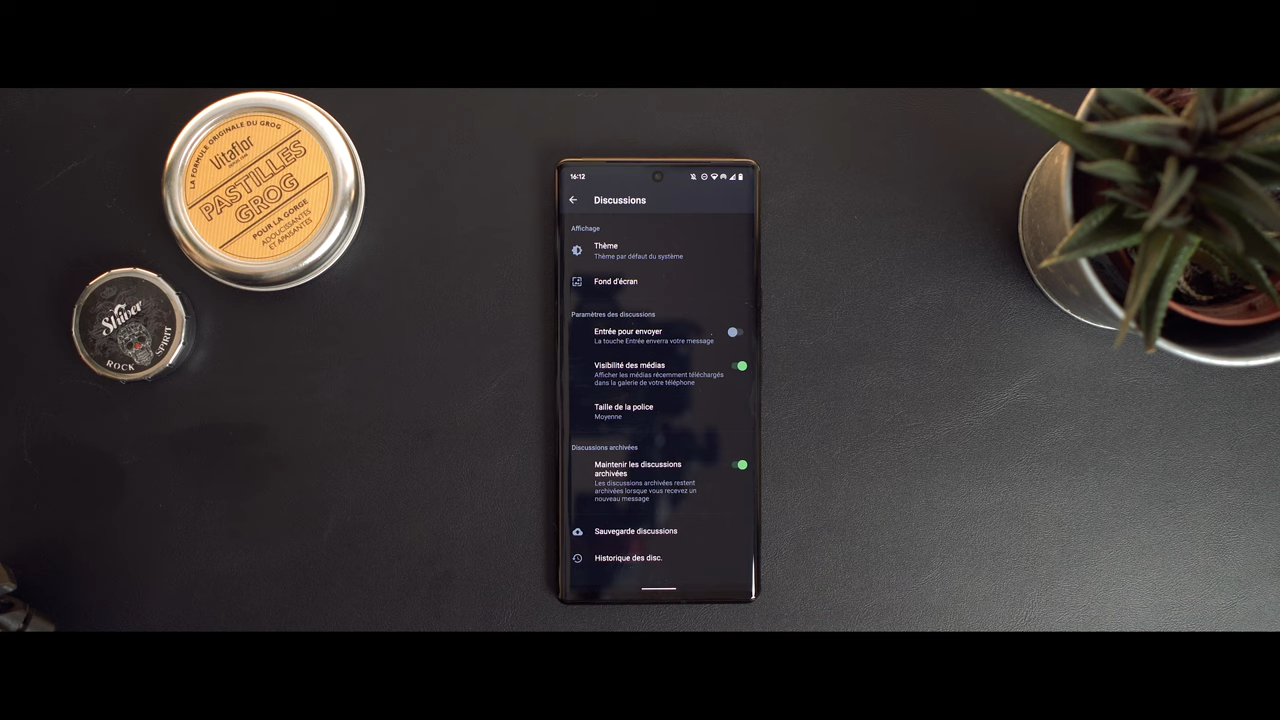 LA FORMULE ORIGINALE DU GROG
Vitaflor
PASTILLES
GROG
POUR LA GORGE
ADOUCISSANTES
ET APAISANTES
Shiver
ROCK SPIRIT
16:12
Discussions
Affichage
Thème
Thème par défaut du système
Fond d'écran
Paramètres des discussions
Entrée pour envoyer
La touche Entrée enverra votre message
Visibilité des médias
Afficher les médias récemment téléchargés
dans la galerie de votre téléphone
Taille de la police
Moyenne
Discussions archivées
Maintenir les discussions
archivées
Les discussions archivées restent
archivées lorsque vous recevez un
nouveau message
Sauvegarde discussions
Historique des disc.